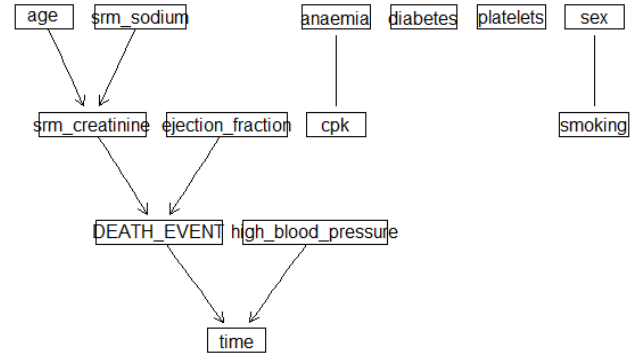 age srm_sodium anaemia diabetes platelets sex
srm_creatinine ejection_fraction cpk smoking
DEATH_EVENT high_blood_pressure
time